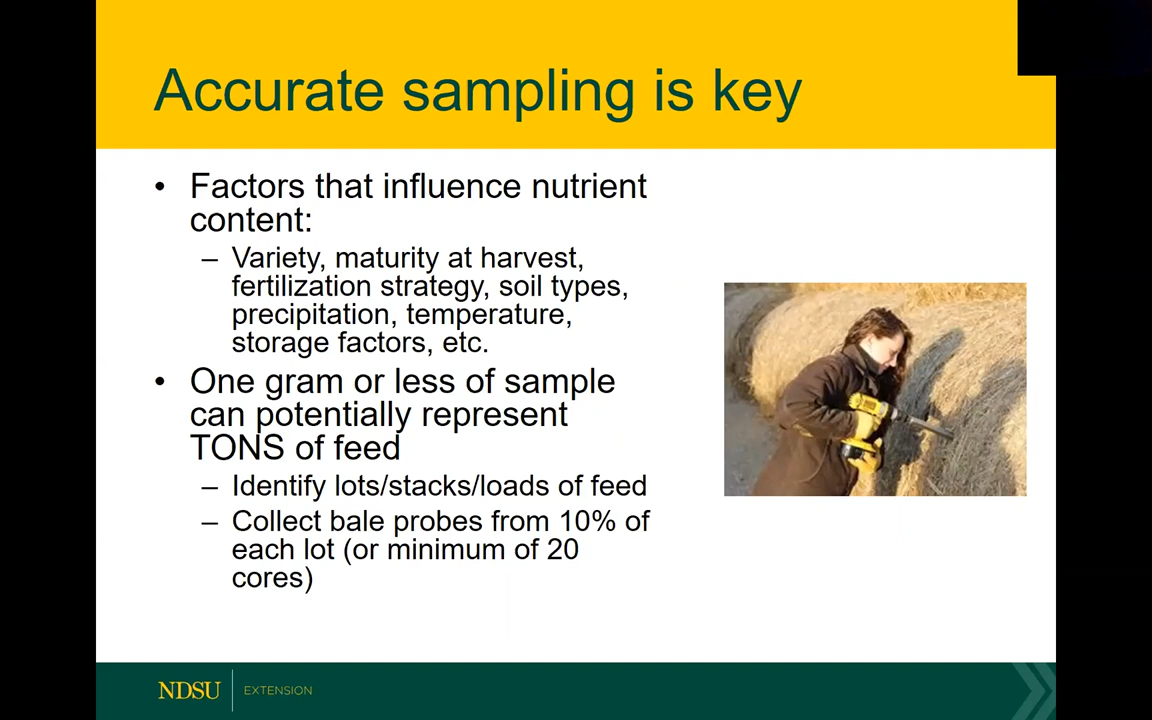 Accurate sampling is key
• Factors that influence nutrient
content:
– Variety, maturity at harvest,
fertilization strategy, soil types,
precipitation, temperature,
storage factors, etc.
• One gram or less of sample
can potentially represent
TONS of feed
– Identify lots/stacks/loads of feed
– Collect bale probes from 10% of
each lot (or minimum of 20
cores)
NDSU EXTENSION